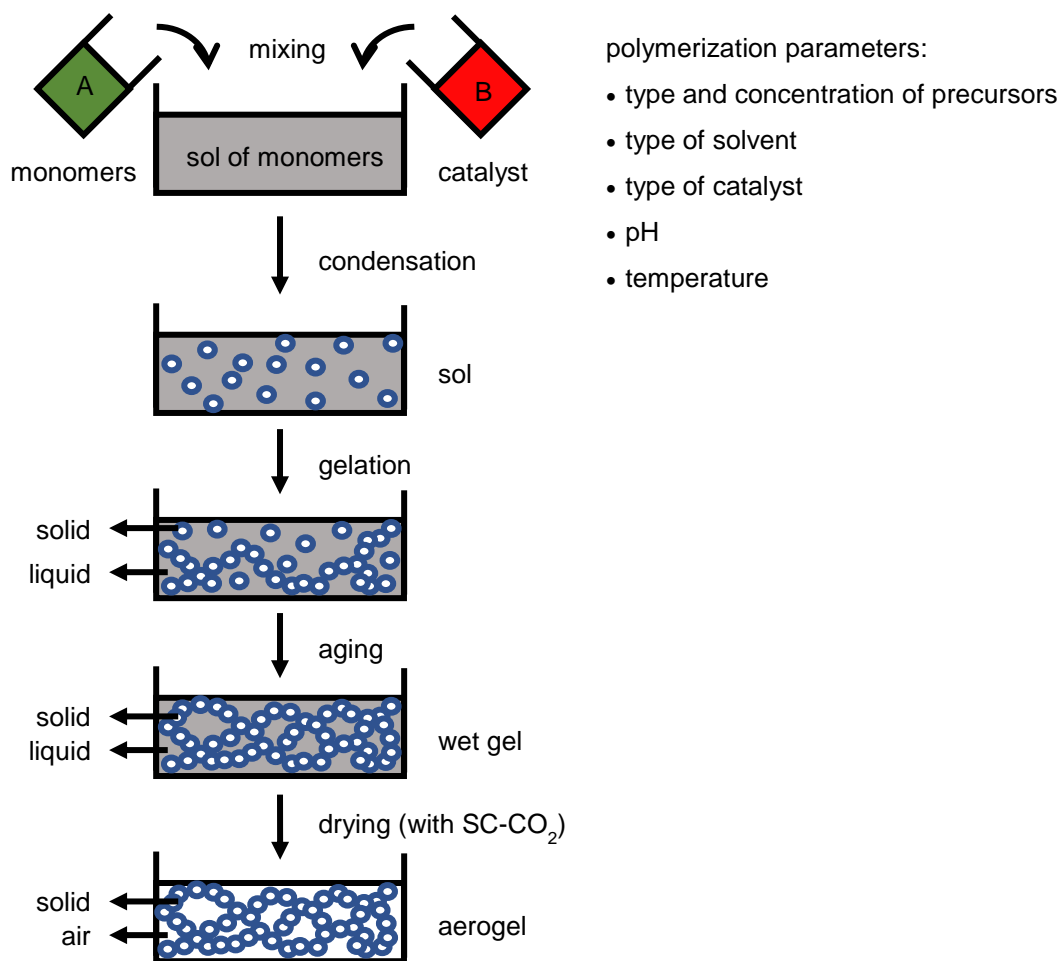 mixing
A
B
sol of monomers
monomers
catalyst
polymerization parameters:
• type and concentration of precursors
• type of solvent
• type of catalyst
• pH
• temperature
condensation
sol
gelation
solid
liquid
aging
solid
liquid
wet gel
drying (with SC-CO₂)
solid
air
aerogel